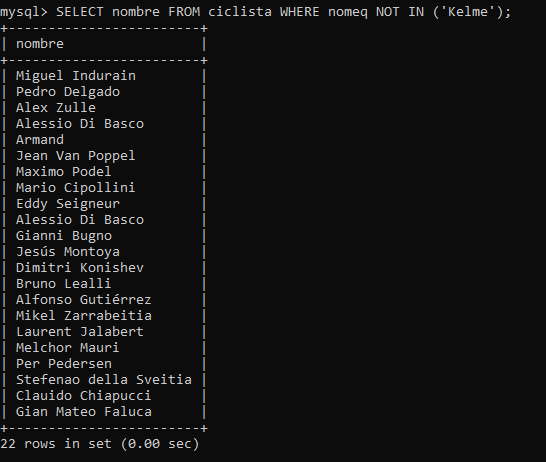 mysql> SELECT nombre FROM ciclista WHERE nomeq NOT IN ('Kelme');
+------------------------+
| nombre                 |
+------------------------+
| Miguel Indurain        |
| Pedro Delgado          |
| Alex Zulle             |
| Alessio Di Basco       |
| Armand                 |
| Jean Van Poppel        |
| Maximo Podel           |
| Mario Cipollini        |
| Eddy Seigneur          |
| Alessio Di Basco       |
| Gianni Bugno           |
| Jesús Montoya          |
| Dimitri Konishev       |
| Bruno Lealli           |
| Alfonso Gutiérrez      |
| Mikel Zarrabeitia      |
| Laurent Jalabert       |
| Melchor Mauri          |
| Per Pedersen           |
| Stefenao della Sveitia |
| Clauido Chiapucci      |
| Gian Mateo Faluca      |
+------------------------+
22 rows in set (0.00 sec)